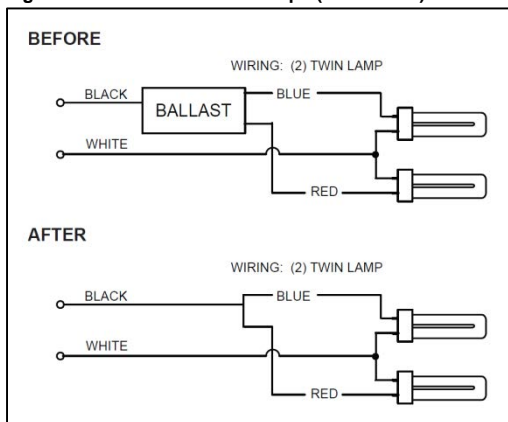 BEFORE
WIRING: (2) TWIN LAMP
BLACK
BLUE
BALLAST
WHITE
RED
AFTER
WIRING: (2) TWIN LAMP
BLACK
BLUE
WHITE
RED